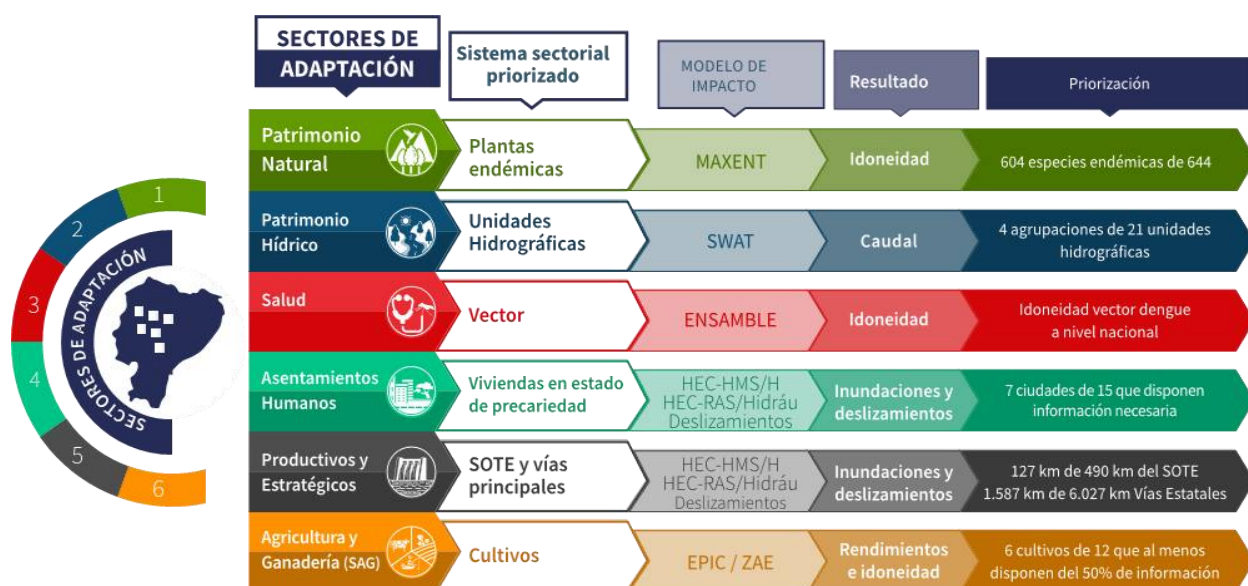 SECTORES DE
ADAPTACIÓN
Sistema sectorial
priorizado
MODELO DE
IMPACTO
Resultado
Priorización
Patrimonio
Natural
Plantas
endémicas
MAXENT
Idoneidad
604 especies endémicas de 644
Patrimonio
Hídrico
Unidades
Hidrográficas
SWAT
Caudal
4 agrupaciones de 21 unidades
hidrográficas
Salud
Vector
ENSAMBLE
Idoneidad
Idoneidad vector dengue
a nivel nacional
Asentamientos
Humanos
Viviendas en estado
de precariedad
HEC-HMS/H
HEC-RAS/Hidráu
Deslizamientos
Inundaciones y
deslizamientos
7 ciudades de 15 que disponen
información necesaria
Productivos y
Estratégicos
SOTE y vías
principales
HEC-HMS/H
HEC-RAS/Hidráu
Deslizamientos
Inundaciones y
deslizamientos
127 km de 490 km del SOTE
1.587 km de 6.027 km Vías Estatales
Agricultura y
Ganadería (SAG)
Cultivos
EPIC / ZAE
Rendimientos
e idoneidad
6 cultivos de 12 que al menos
disponen del 50% de información
1
2
3
4
5
6
SECTORES DE ADAPTACIÓN